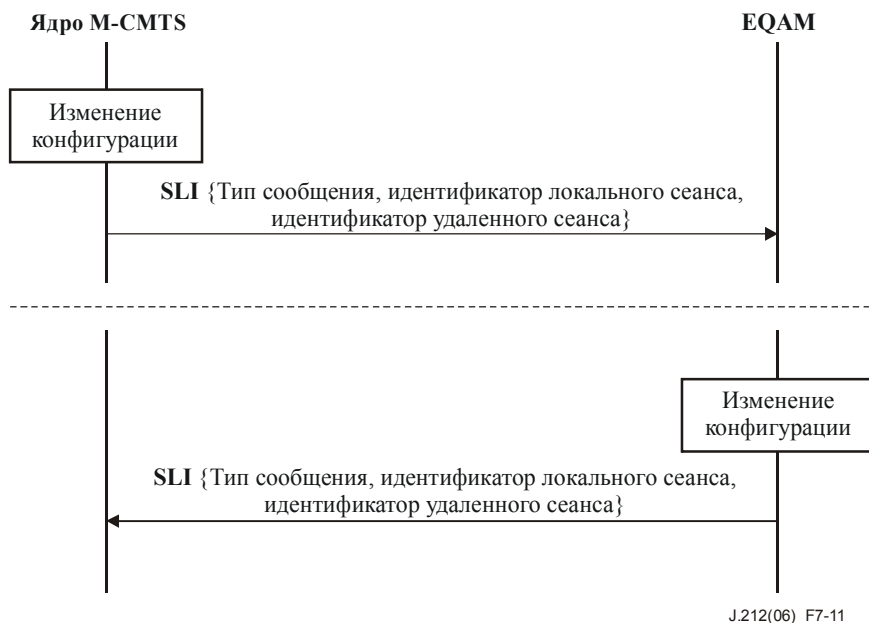 Ядро M-CMTS
EQAM
Изменение
конфигурации
SLI {Тип сообщения, идентификатор локального сеанса,
идентификатор удаленного сеанса}
Изменение
конфигурации
SLI {Тип сообщения, идентификатор локального сеанса,
идентификатор удаленного сеанса}
J.212(06)_F7-11